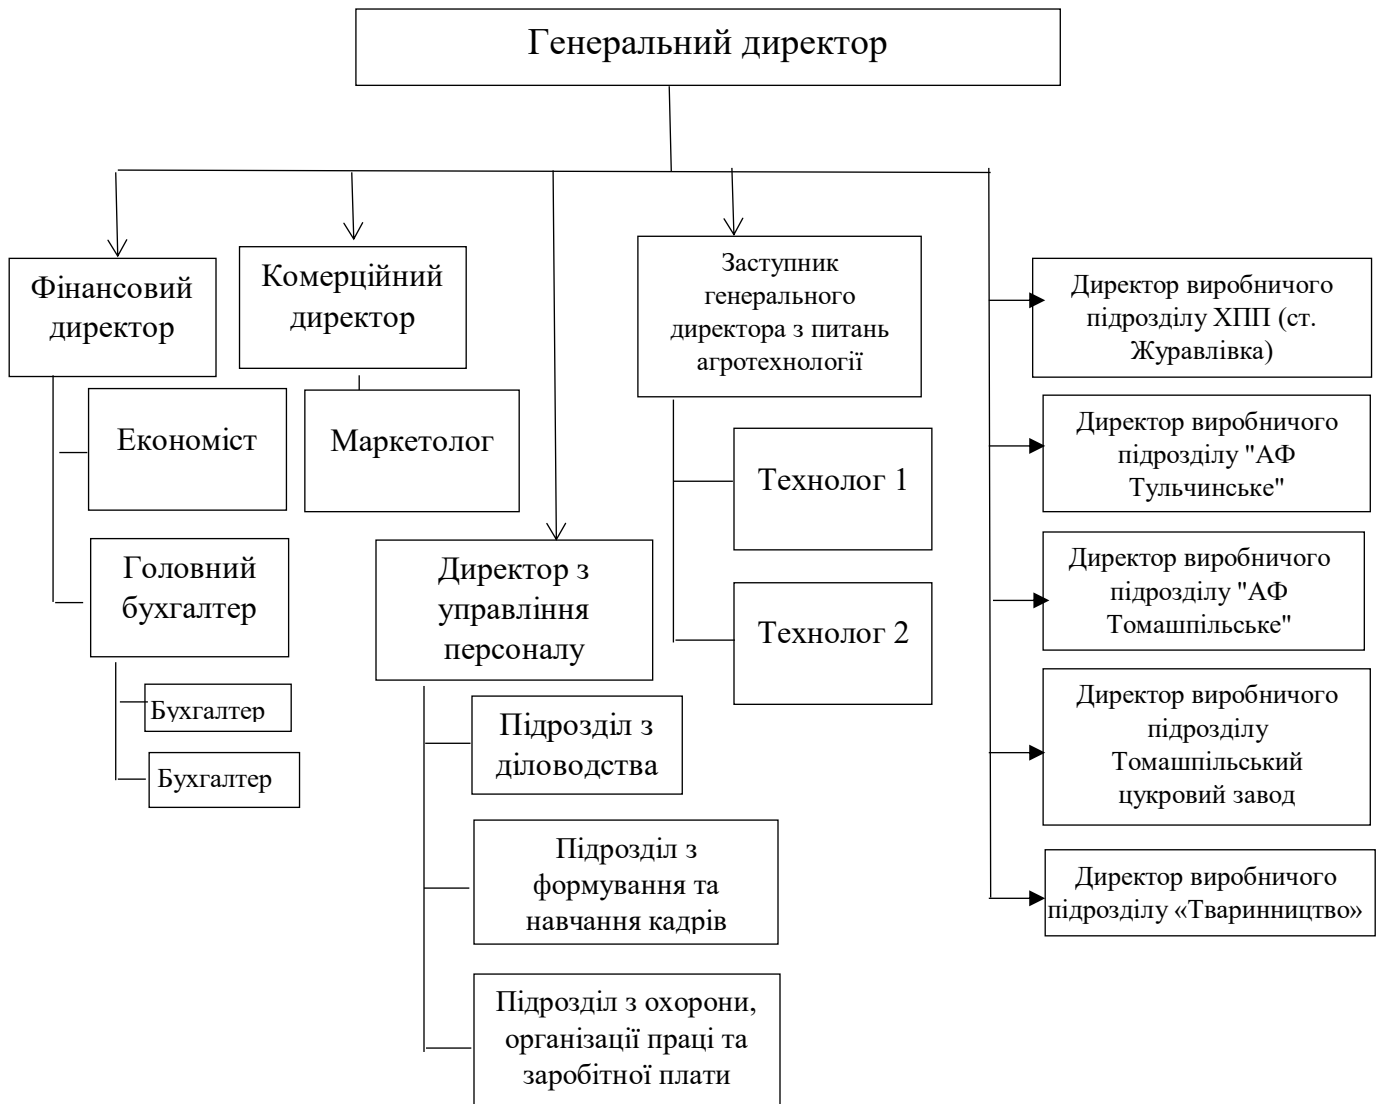 Генеральний директор
Фінансовий
директор
Комерційний
директор
Заступник
генерального
директора з питань
агротехнології
Директор виробничого
підрозділу ХПП (ст.
Журавлівка)
Економіст
Маркетолог
Технолог 1
Директор виробничого
підрозділу "АФ
Тульчинське"
Головний
бухгалтер
Директор з
управління
персоналу
Технолог 2
Директор виробничого
підрозділу "АФ
Томашпільське"
Бухгалтер
Бухгалтер
Підрозділ з
діловодства
Директор виробничого
підрозділу
Томашпільський
цукровий завод
Підрозділ з
формування та
навчання кадрів
Директор виробничого
підрозділу «Тваринництво»
Підрозділ з охорони,
організації праці та
заробітної плати